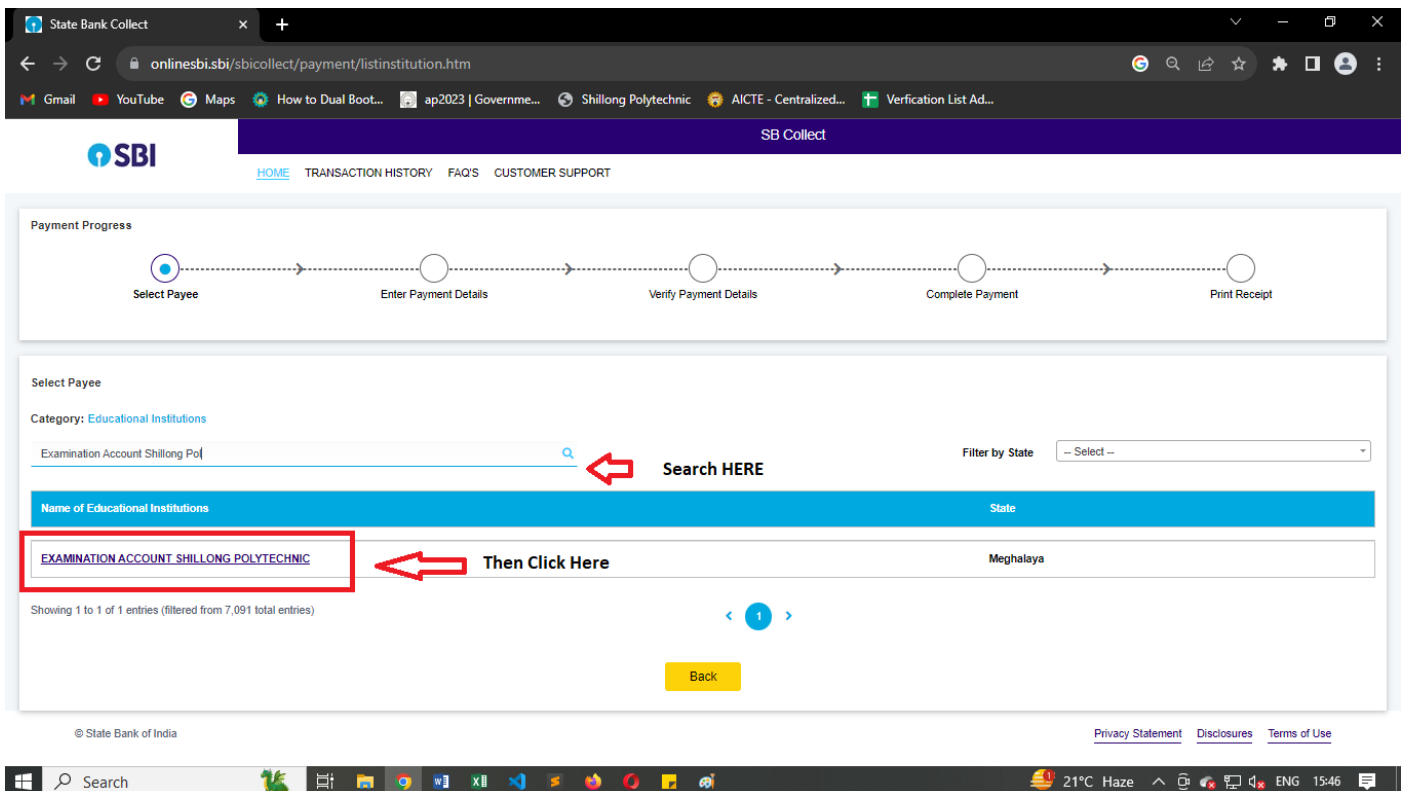 State Bank Collect
onlinesbi.sbi/sbicollect/payment/listinstitution.htm
Gmail YouTube Maps How to Dual Boot... ap2023 | Governme... Shillong Polytechnic AICTE - Centralized... Verfication List Ad...
SBI
SB Collect
HOME TRANSACTION HISTORY FAQ'S CUSTOMER SUPPORT
Payment Progress
Select Payee Enter Payment Details Verify Payment Details Complete Payment Print Receipt
Select Payee
Category: Educational Institutions
Examination Account Shillong Pol
Search HERE
Filter by State -- Select --
Name of Educational Institutions State
EXAMINATION ACCOUNT SHILLONG POLYTECHNIC Then Click Here Meghalaya
Showing 1 to 1 of 1 entries (filtered from 7,091 total entries) 1
Back
© State Bank of India Privacy Statement Disclosures Terms of Use
Search 21°C Haze ENG 15:46